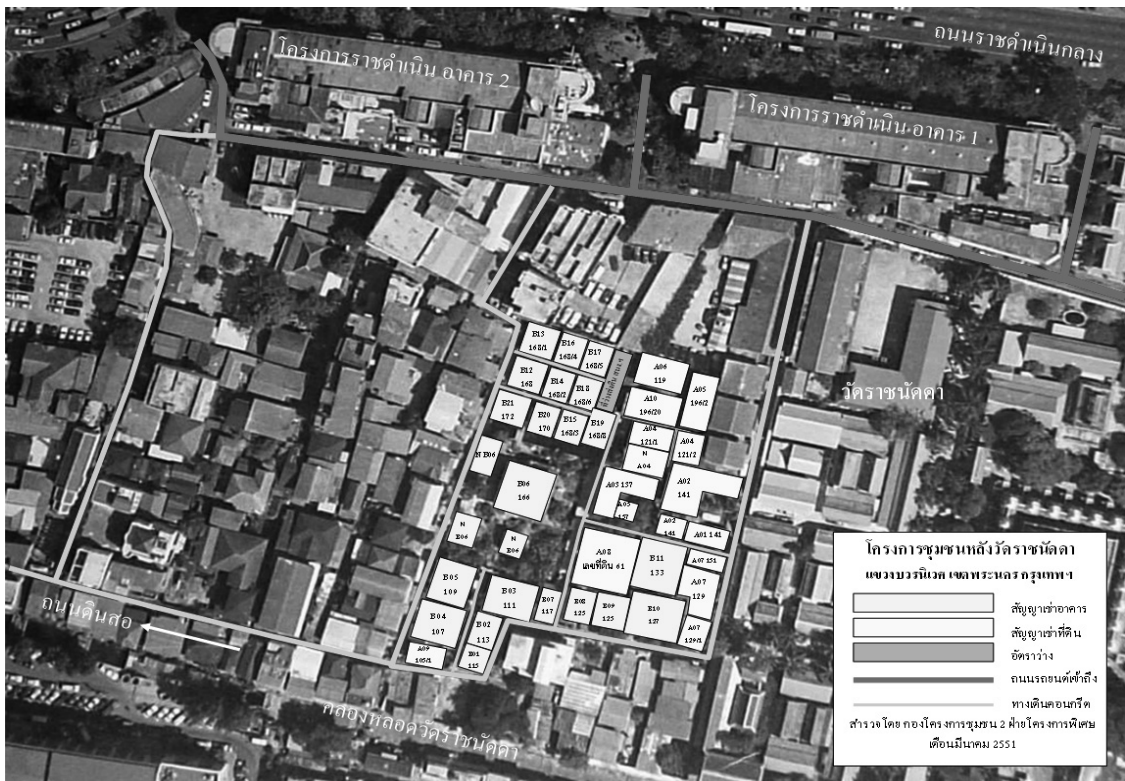 ถนนราชดำเนินกลาง
โครงการราชดำเนิน อาคาร 2
โครงการราชดำเนิน อาคาร 1
B13
168/1
B16
168/4
B17
168/5
A06
119
B12
168
B14
168/2
B18
168/6
A05
196/2
A10
196/20
วัดราชนัดดา
B21
172
B20
170
B15
168/3
B19
168/8
A04
121/1
A04
121/2
N B06
N
A04
B06
166
A03 137
A02
141
N
B06
N
B06
A02
141
A01 141
A08
เลขที่ดิน 61
B11
133
A07 151
A07
129
B05
109
B03
111
B07
117
B08
125
B09
125
B10
127
A07
129/1
B04
107
B02
113
A09
105/1
B01
115
ถนนดินสอ
คลองหลอดวัดราชนัดดา
โครงการชุมชนหลังวัดราชนัดดา
แขวงบวรนิเวศ เขตพระนคร กรุงเทพฯ
สัญญาเช่าอาคาร
สัญญาเช่าที่ดิน
อัตราว่าง
ถนนรถยนต์เข้าถึง
ทางเดินคอนกรีต
สำรวจโดย กองโครงการชุมชน 2 ฝ่ายโครงการพิเศษ
เดือนมีนาคม 2551